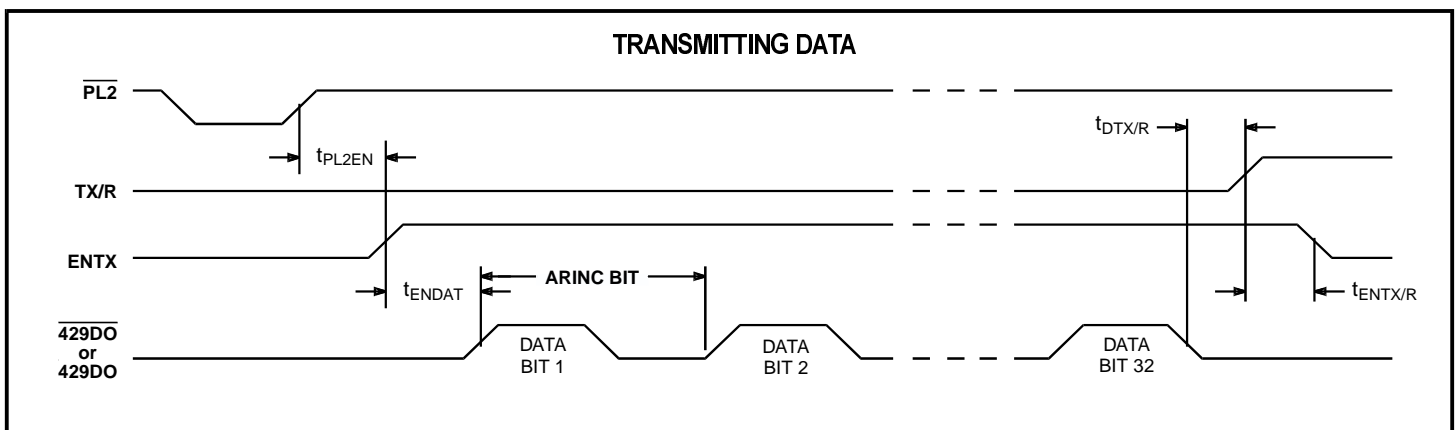 TRANSMITTING DATA
PL2
tDTX/R
tPL2EN
TX/R
ENTX
ARINC BIT
tENDAT
tENTX/R
429DO
or
429DO
DATA
BIT 1
DATA
BIT 2
DATA
BIT 32